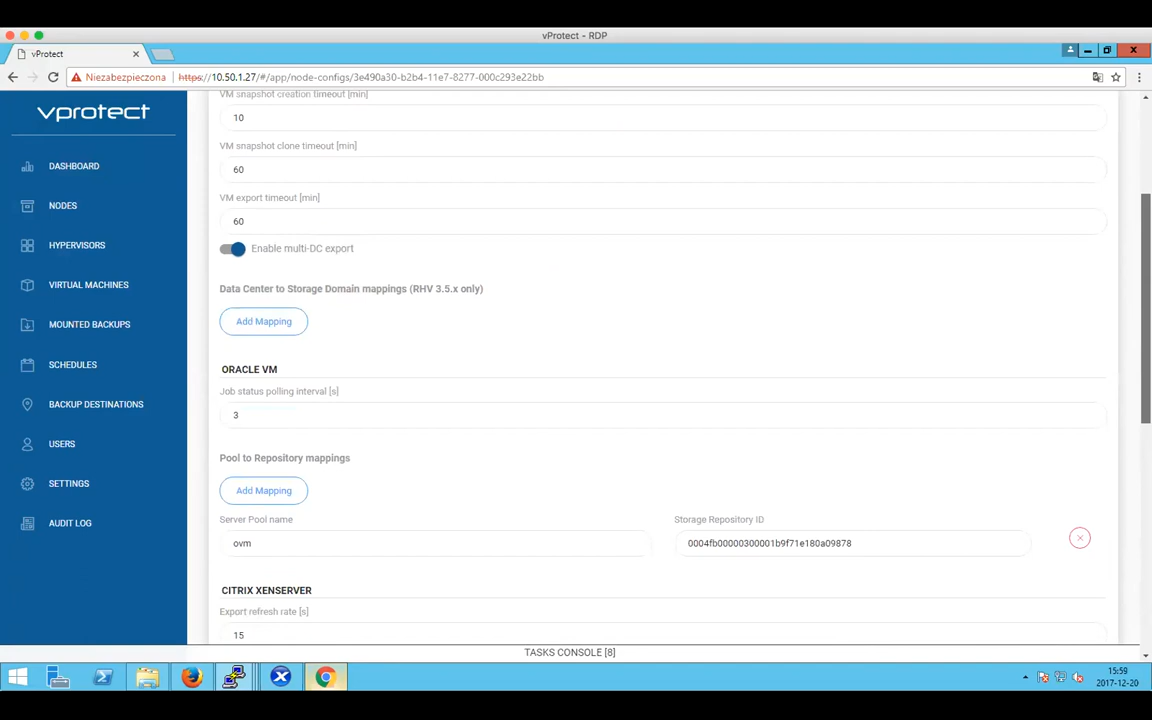 vProtect - RDP
vProtect
Niezabezpieczona
https://10.50.1.27/#/app/node-configs/3e490a30-b2b4-11e7-8277-000c293e22bb
vprotect
DASHBOARD
NODES
HYPERVISORS
VIRTUAL MACHINES
MOUNTED BACKUPS
SCHEDULES
BACKUP DESTINATIONS
USERS
SETTINGS
AUDIT LOG
VM snapshot creation timeout [min]
10
VM snapshot clone timeout [min]
60
VM export timeout [min]
60
Enable multi-DC export
Data Center to Storage Domain mappings (RHV 3.5.x only)
Add Mapping
ORACLE VM
Job status polling interval [s]
3
Pool to Repository mappings
Add Mapping
Server Pool name
Storage Repository ID
ovm
0004fb00000300001b9f71e180a09878
CITRIX XENSERVER
Export refresh rate [s]
15
TASKS CONSOLE [8]
15:59
2017-12-20